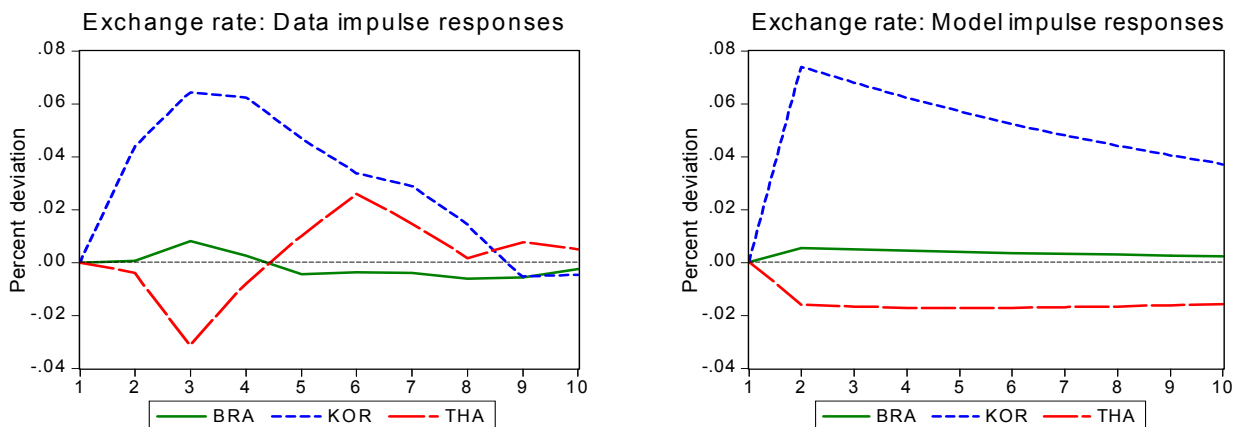 Exchange rate: Data impulse responses
Percent deviation
.08
.06
.04
.02
.00
-.02
-.04
1 2 3 4 5 6 7 8 9 10
BRA KOR THA
Exchange rate: Model impulse responses
Percent deviation
.08
.06
.04
.02
.00
-.02
-.04
1 2 3 4 5 6 7 8 9 10
BRA KOR THA